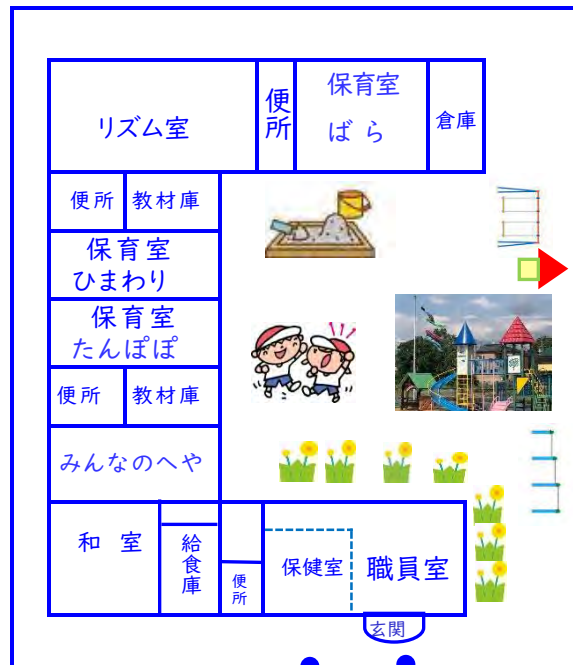 リズム室
便所
保育室
ばら
倉庫
便所
教材庫
保育室
ひまわり
保育室
たんぽぽ
便所
教材庫
みんなのへや
和室
給食庫
便所
保健室
職員室
玄関